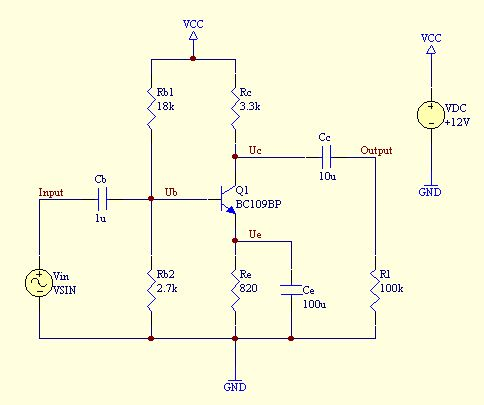 VCC
VCC
Rb1
18k
Rc
3.3k
VDC
+12V
Uc
Cc
10u
Output
Cb
1u
Input
Ub
Q1
BC109BP
GND
Ue
Vin
VSIN
Rb2
2.7k
Re
820
Ce
100u
Rl
100k
GND